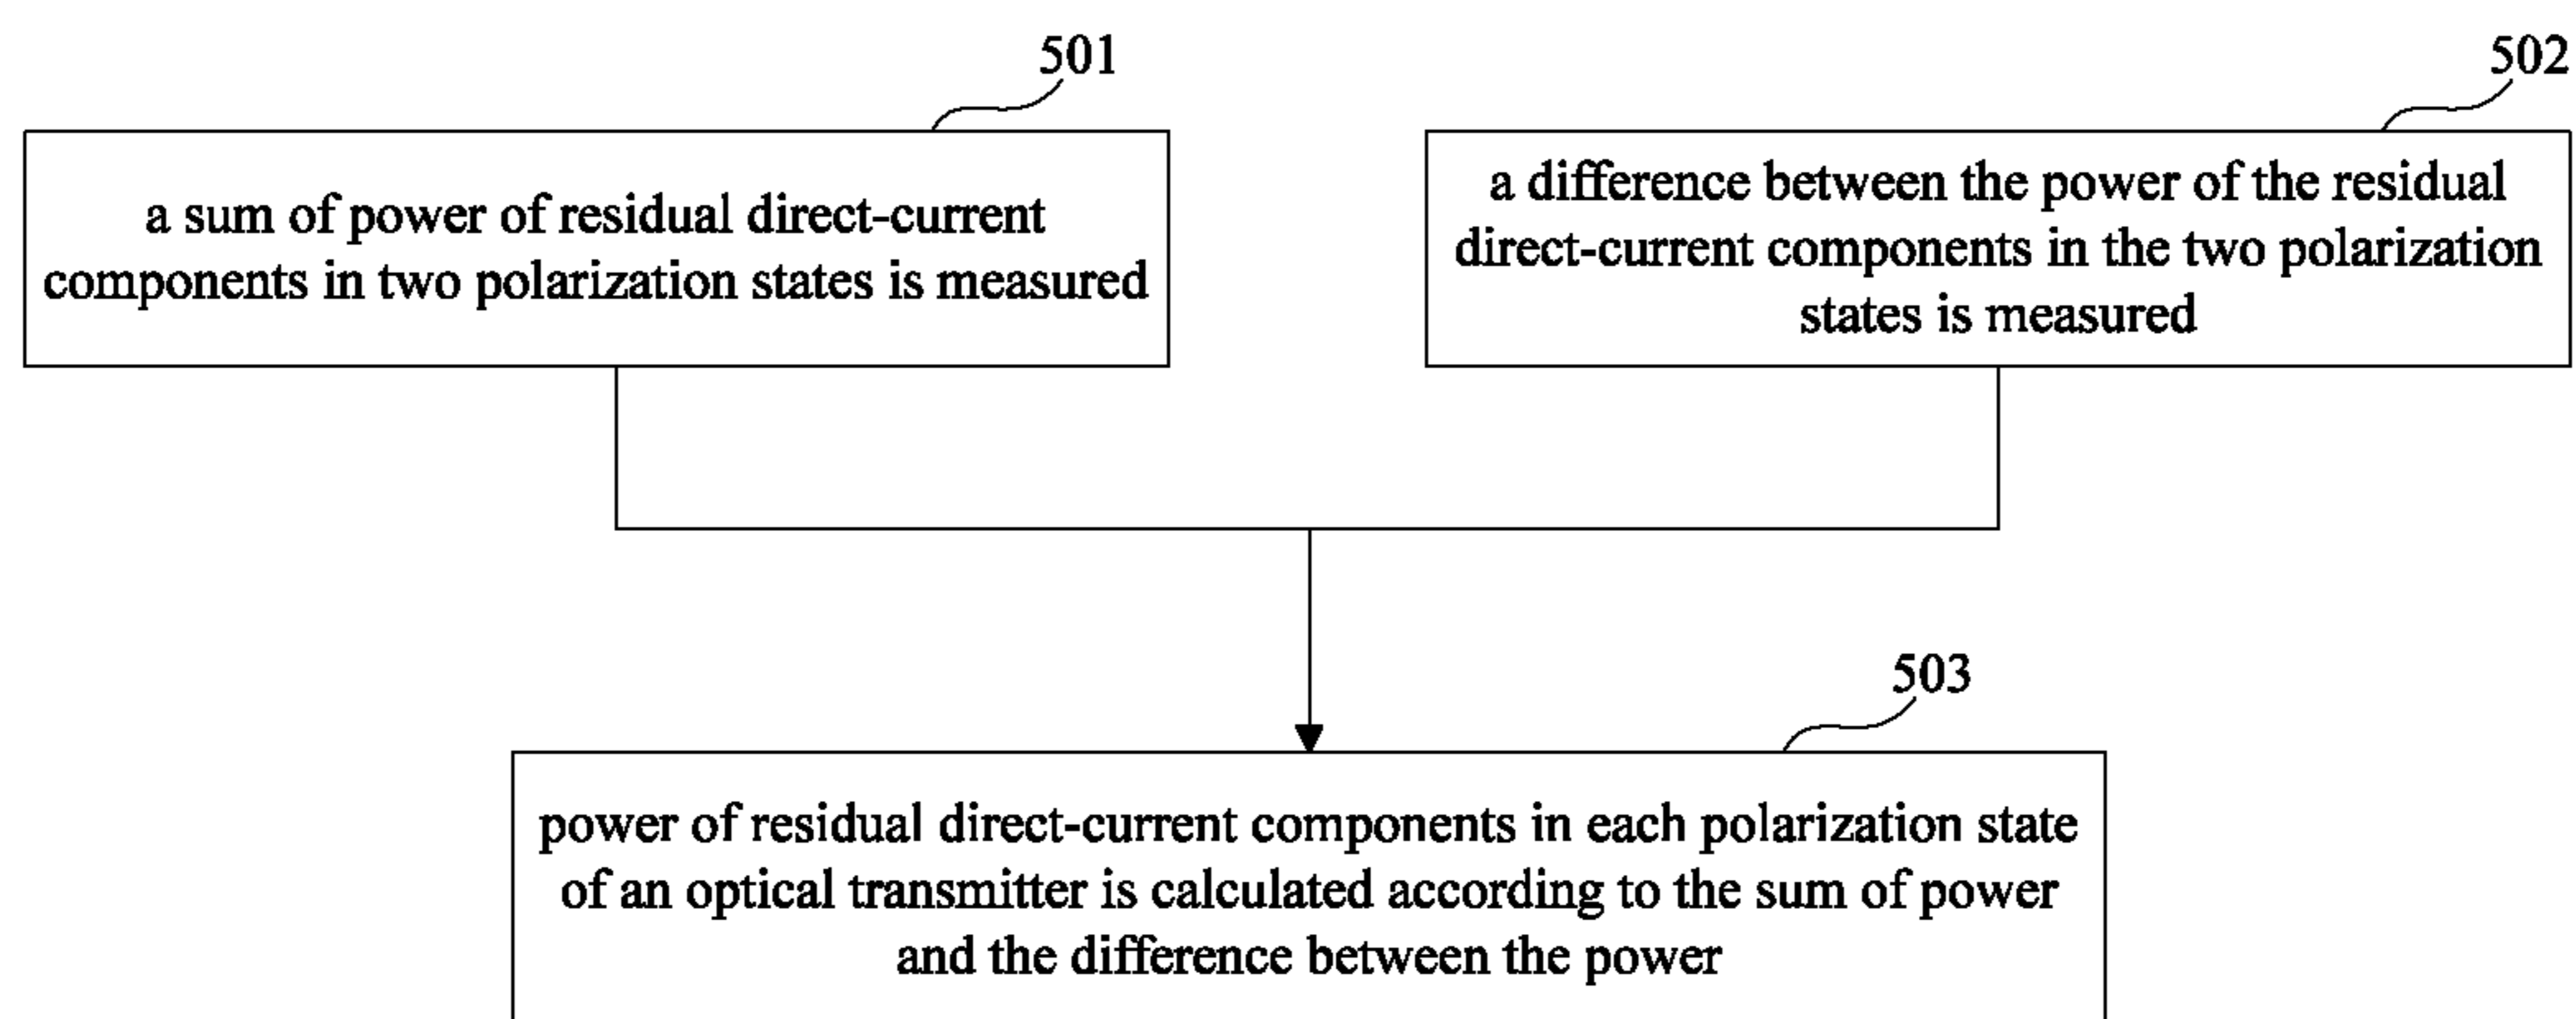 501
a sum of power of residual direct-current
components in two polarization states is measured
502
a difference between the power of the residual
direct-current components in the two polarization
states is measured
503
power of residual direct-current components in each polarization state
of an optical transmitter is calculated according to the sum of power
and the difference between the power